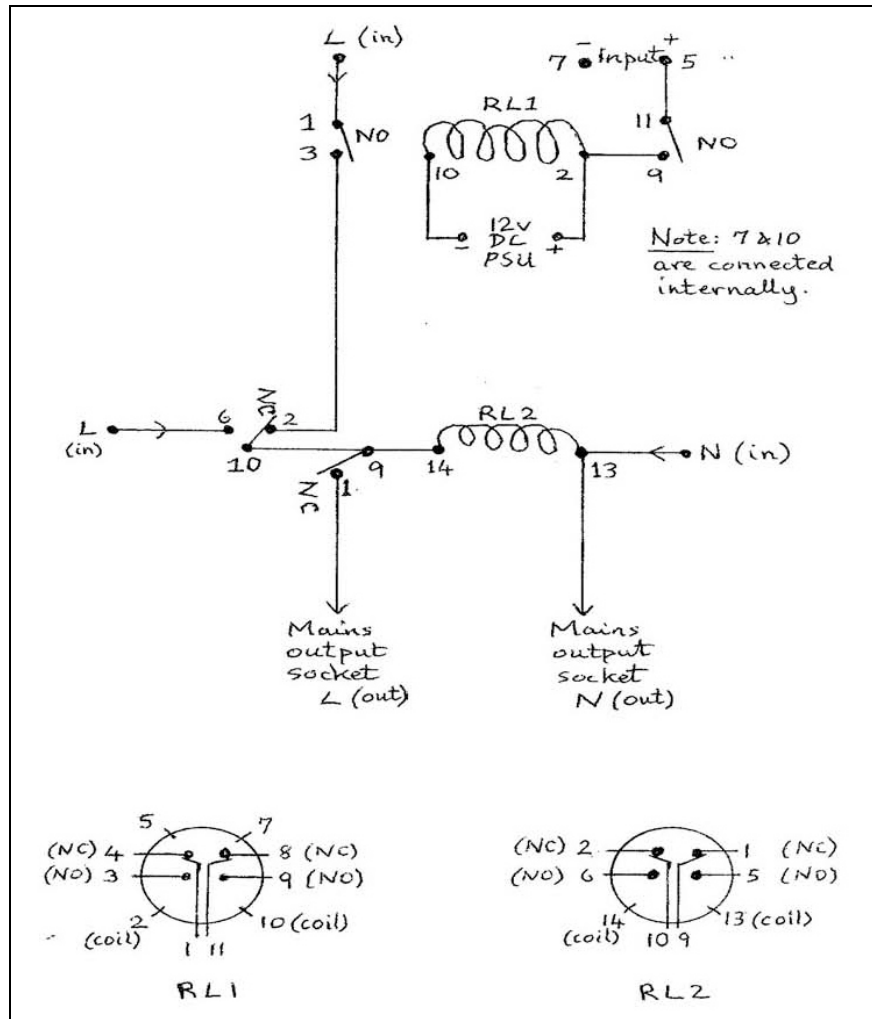 L (in)
1
NO
3
7 - Input + 5
RL1
11
NO
10
2
9
12v
DC
PSU
-
+
Note: 7 & 10
are connected
internally.
L
(in)
6
NC
2
10
NC
1
9
14
RL2
13
N (in)
Mains
output
socket
L (out)
Mains
output
socket
N (out)
5
7
(NC) 4
8 (NC)
(NO) 3
9 (NO)
2
(coil)
10 (coil)
1 11
RL1
(NC) 2
1 (NC)
(NO) 6
5 (NO)
14
(coil)
13 (coil)
10 9
RL2